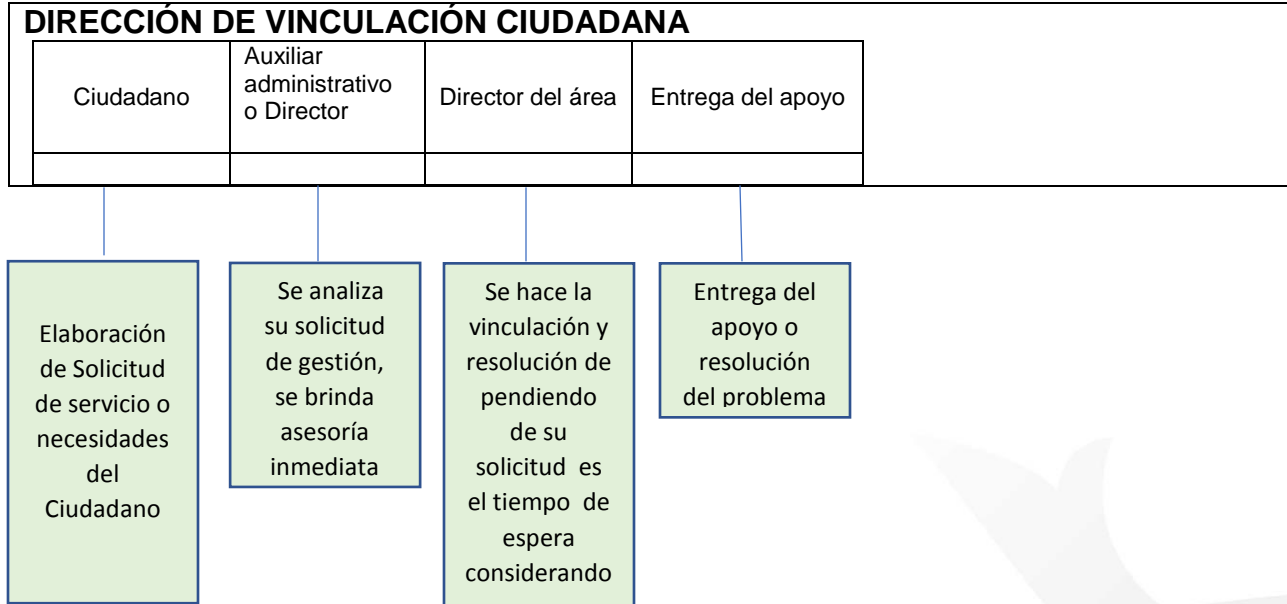 DIRECCIÓN DE VINCULACIÓN CIUDADANA
Ciudadano
Auxiliar
administrativo
o Director
Director del área
Entrega del apoyo
Elaboración
de Solicitud
de servicio o
necesidades
del
Ciudadano
Se analiza
su solicitud
de gestión,
se brinda
asesoría
inmediata
Se hace la
vinculación y
resolución de
pendiendo
de su
solicitud es
el tiempo de
espera
considerando
Entrega del
apoyo o
resolución
del problema